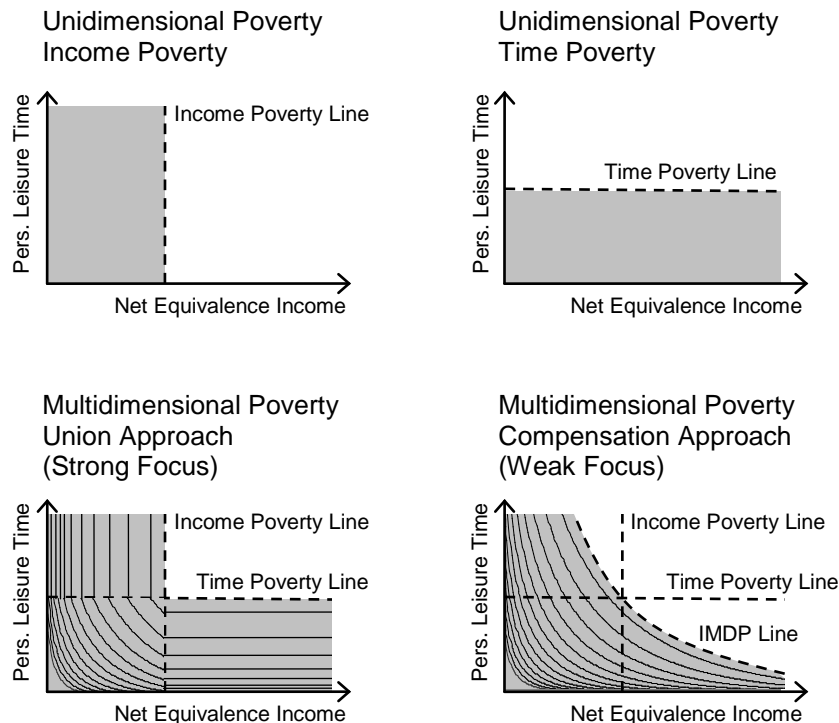 Unidimensional Poverty
Income Poverty
Pers. Leisure Time
Income Poverty Line
Net Equivalence Income
Unidimensional Poverty
Time Poverty
Pers. Leisure Time
Time Poverty Line
Net Equivalence Income
Multidimensional Poverty
Union Approach
(Strong Focus)
Pers. Leisure Time
Income Poverty Line
Time Poverty Line
Net Equivalence Income
Multidimensional Poverty
Compensation Approach
(Weak Focus)
Pers. Leisure Time
Income Poverty Line
Time Poverty Line
IMDP Line
Net Equivalence Income